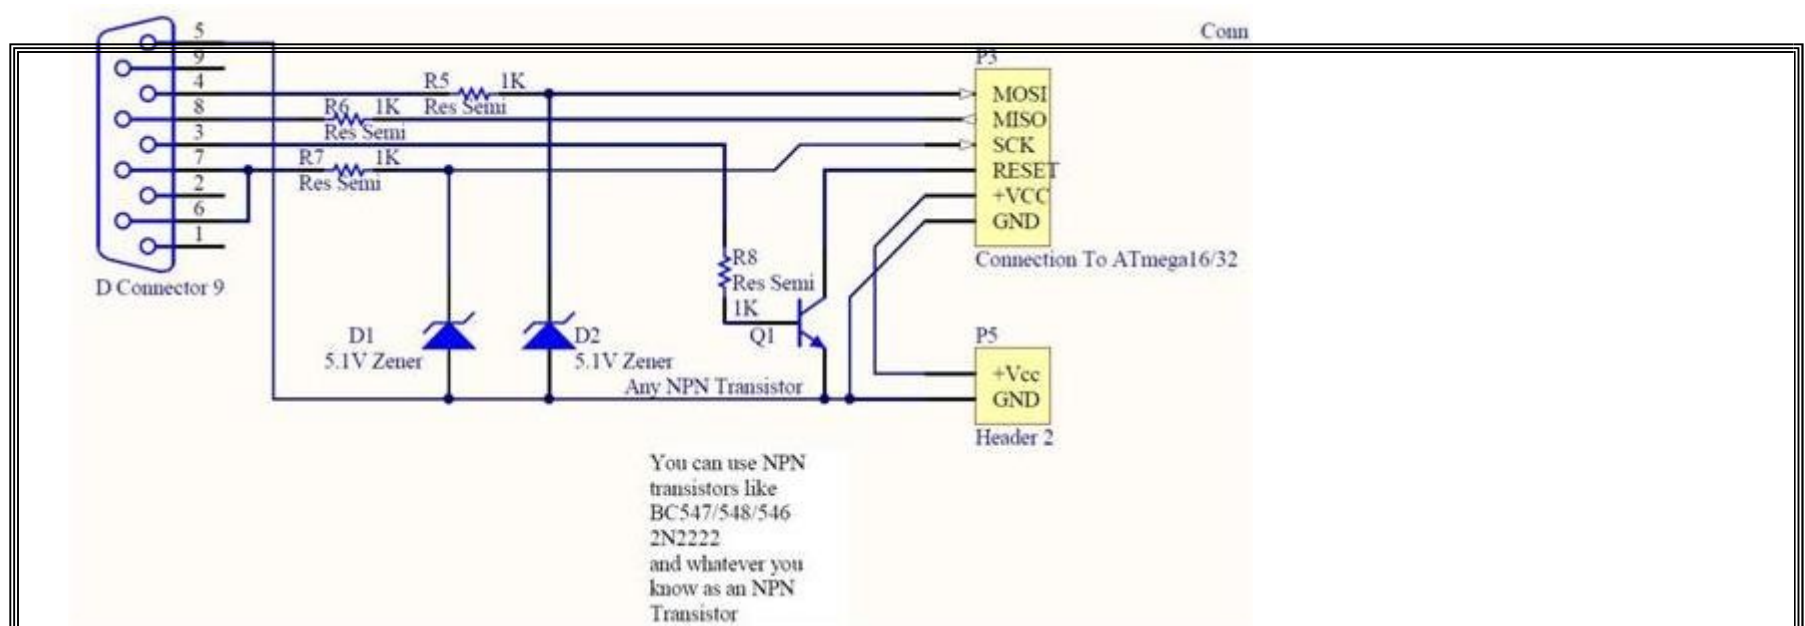 Conn
5
9
4
8
3
7
2
6
1
D Connector 9
R5 1K
Res Semi
R6 1K
Res Semi
R7 1K
Res Semi
R8
Res Semi
1K
Q1
D1
5.1V Zener
D2
5.1V Zener
Any NPN Transistor
P3
MOSI
MISO
SCK
RESET
+VCC
GND
Connection To ATmega16/32
P5
+Vcc
GND
Header 2
You can use NPN
transistors like
BC547/548/546
2N2222
and whatever you
know as an NPN
Transistor